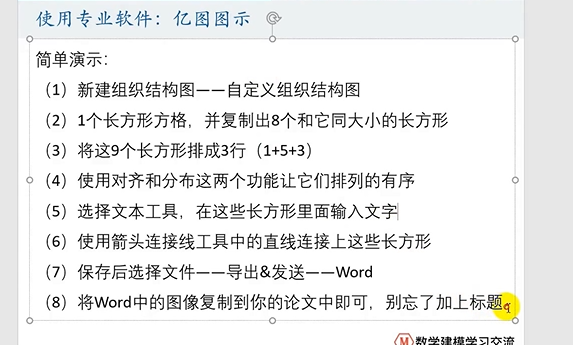 使用专业软件：亿图图示
简单演示：
（1）新建组织结构图——自定义组织结构图
（2）1个长方形方格，并复制出8个和它同大小的长方形
（3）将这9个长方形排成3行（1+5+3）
（4）使用对齐和分布这两个功能让它们排列的有序
（5）选择文本工具，在这些长方形里面输入文字
（6）使用箭头连接线工具中的直线连接上这些长方形
（7）保存后选择文件——导出&发送——Word
（8）将Word中的图像复制到你的论文中即可，别忘了加上标题。
M 数学建模学习交流